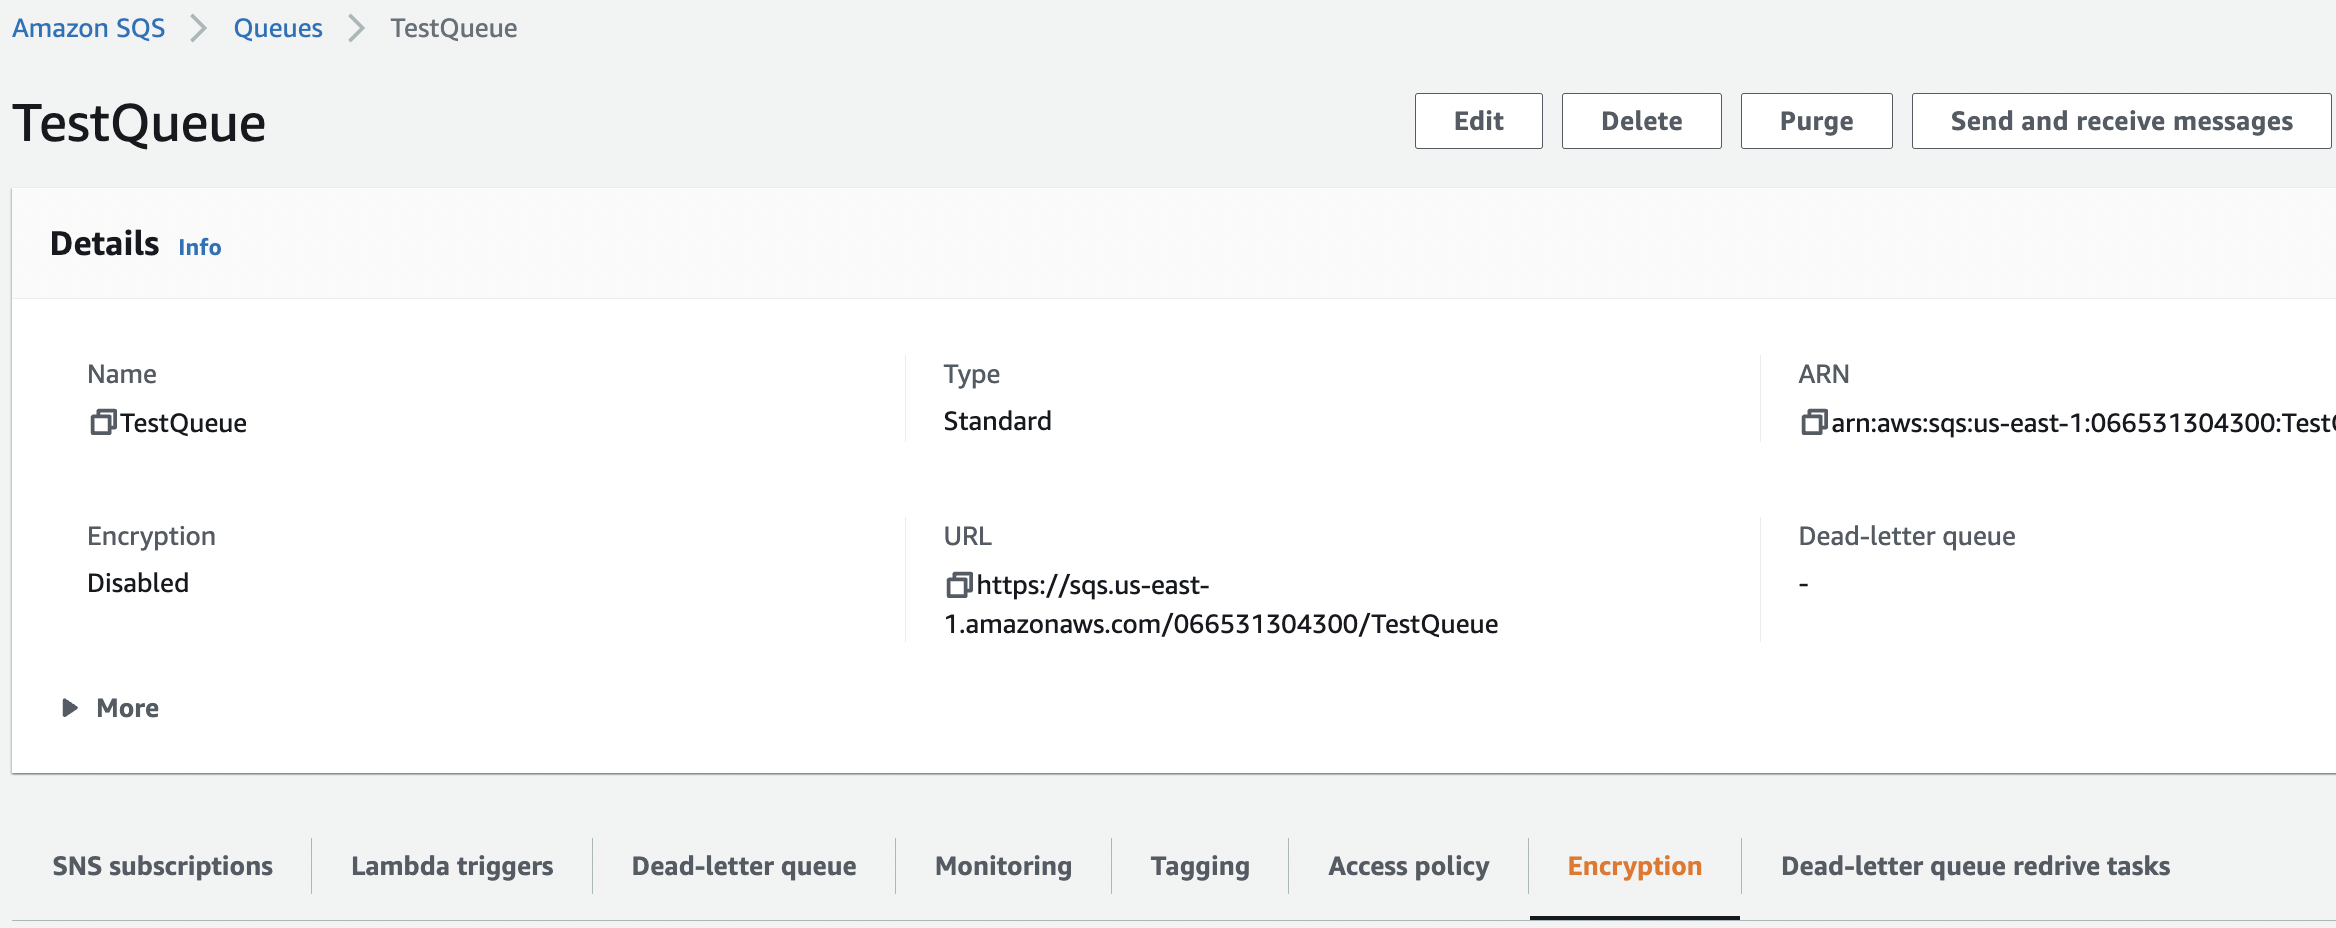 Amazon SQS > Queues > TestQueue
TestQueue
Edit Delete Purge Send and receive messages
Details Info
Name Type ARN
TestQueue Standard arn:aws:sqs:us-east-1:066531304300:Test
Encryption URL Dead-letter queue
Disabled https://sqs.us-east- -
1.amazonaws.com/066531304300/TestQueue
More
SNS subscriptions Lambda triggers Dead-letter queue Monitoring Tagging Access policy Encryption Dead-letter queue redrive tasks